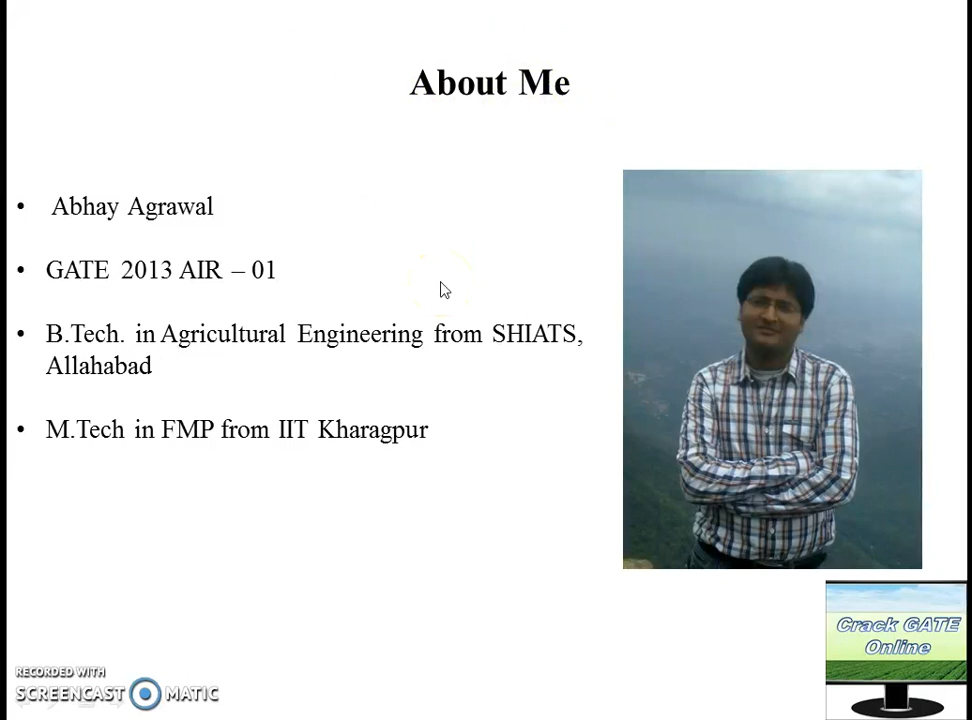 About Me
• Abhay Agrawal
• GATE 2013 AIR – 01
• B.Tech. in Agricultural Engineering from SHIATS,
Allahabad
• M.Tech in FMP from IIT Kharagpur
Crack GATE
Online
RECORDED WITH
SCREENCAST MATIC